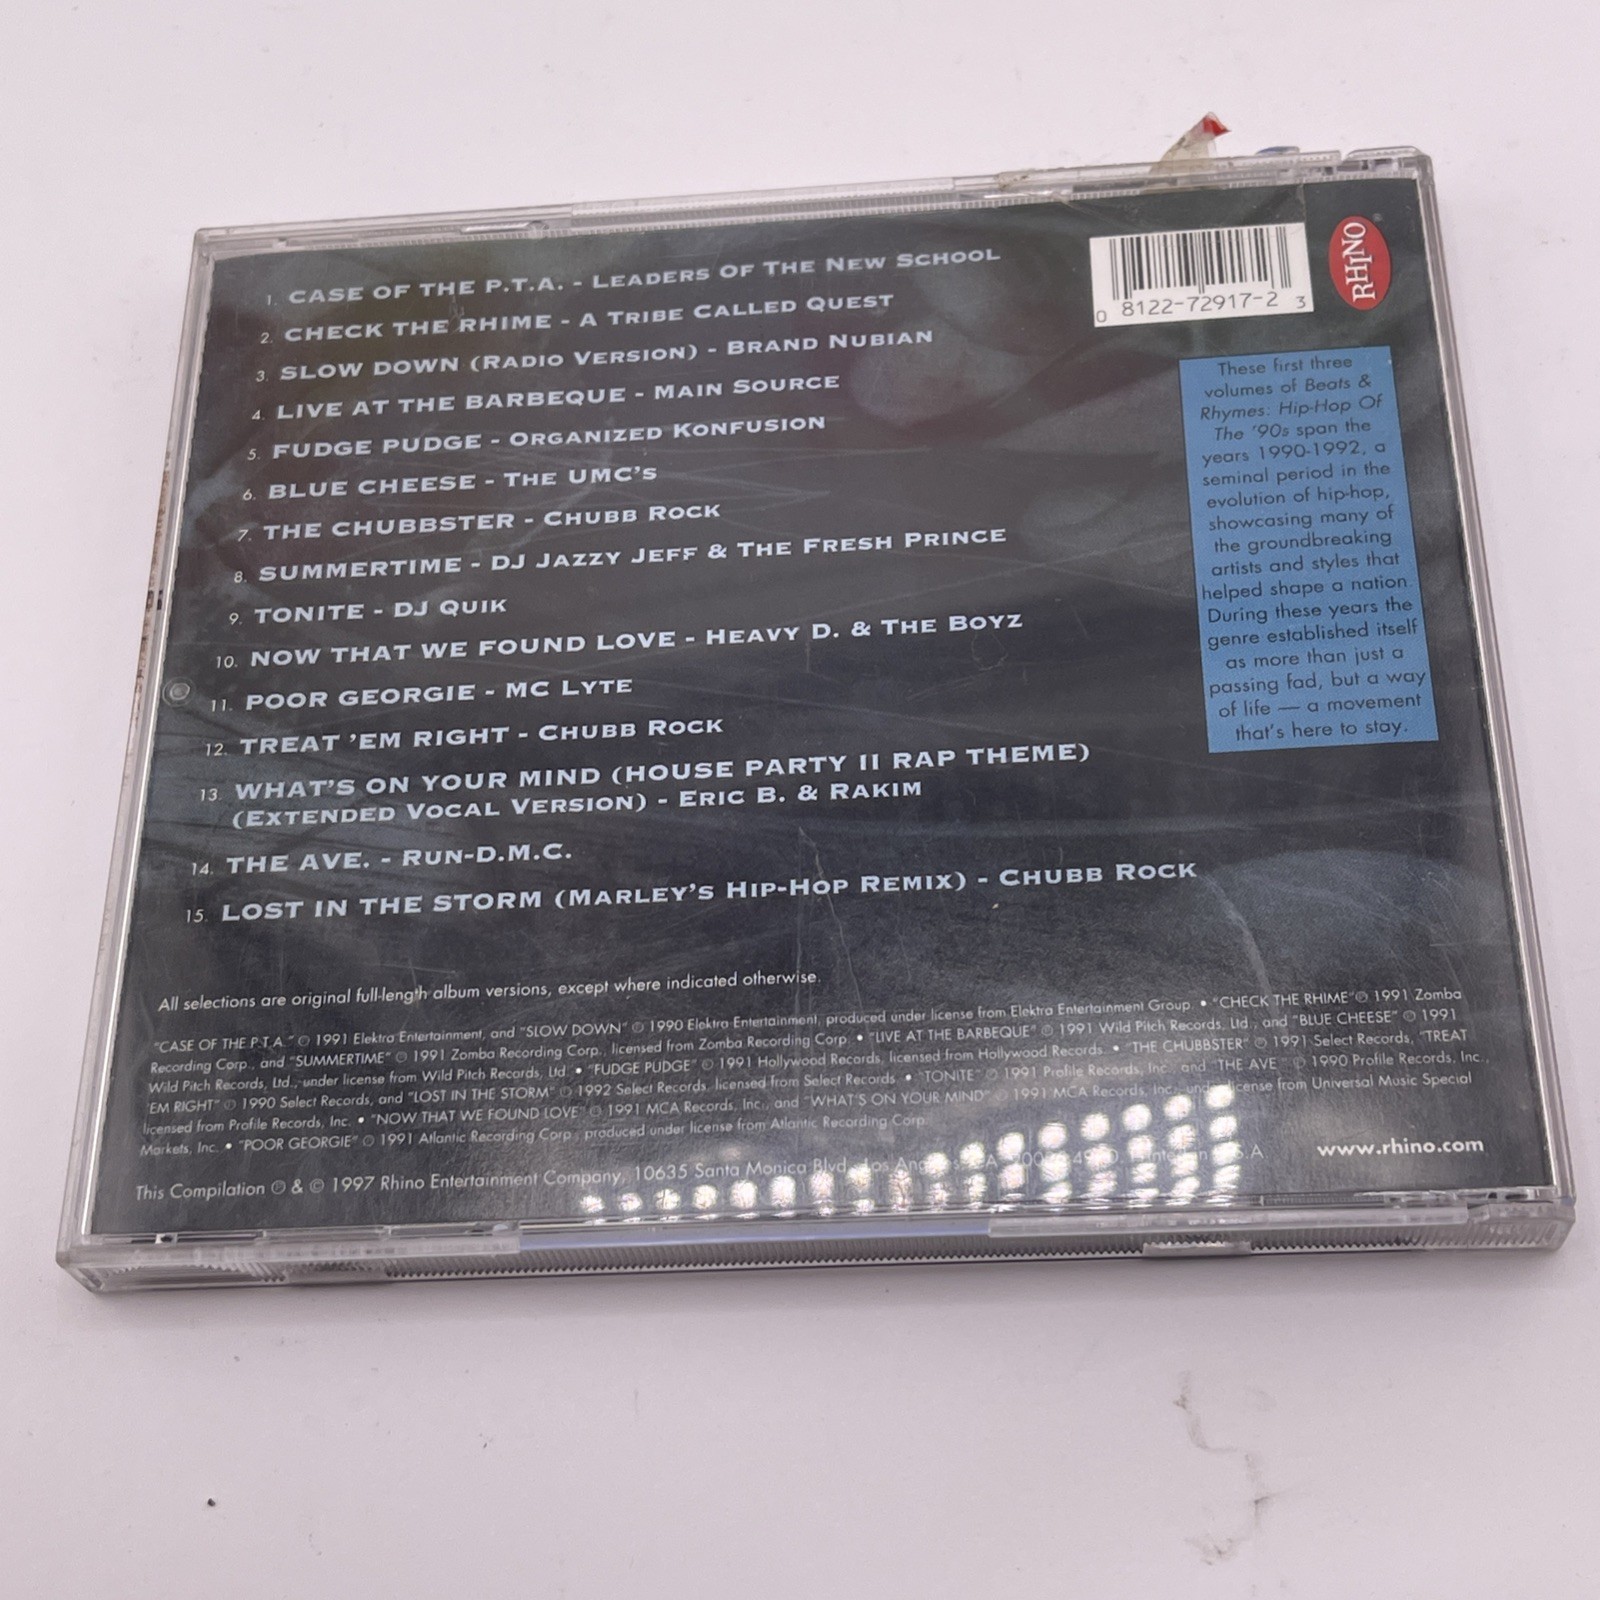 1. CASE OF THE P.T.A. - LEADERS OF THE NEW SCHOOL
2. CHECK THE RHIME - A TRIBE CALLED QUEST
3. SLOW DOWN (RADIO VERSION) - BRAND NUBIAN
4. LIVE AT THE BARBEQUE - MAIN SOURCE
5. FUDGE PUDGE - ORGANIZED KONFUSION
6. BLUE CHEESE - THE UMC'S
7. THE CHUBBSTER - CHUBB ROCK
8. SUMMERTIME - DJ JAZZY JEFF & THE FRESH PRINCE
9. TONITE - DJ QUIK
10. NOW THAT WE FOUND LOVE - HEAVY D. & THE BOYZ
11. POOR GEORGIE - MC LYTE
12. TREAT 'EM RIGHT - CHUBB ROCK
13. WHAT'S ON YOUR MIND (HOUSE PARTY II RAP THEME)
(EXTENDED VOCAL VERSION) - ERIC B. & RAKIM
14. THE AVE. - RUN-D.M.C.
15. LOST IN THE STORM (MARLEY'S HIP-HOP REMIX) - CHUBB ROCK
0 8122-72917-2 3
RHINO®
These first three
volumes of Beats &
Rhymes: Hip-Hop Of
The '90s span the
years 1990-1992, a
seminal period in the
evolution of hip-hop,
showcasing many of
the groundbreaking
artists and styles that
helped shape a nation.
During these years the
genre established itself
as more than just a
passing fad, but a way
of life — a movement
that's here to stay.
All selections are original full-length album versions, except where indicated otherwise.
"CASE OF THE P.T.A." ℗ 1991 Elektra Entertainment, and "SLOW DOWN" ℗ 1990 Elektra Entertainment, produced under license from Elektra Entertainment Group. • "CHECK THE RHIME" ℗ 1991 Zomba
Recording Corp., and "SUMMERTIME" ℗ 1991 Zomba Recording Corp., licensed from Zomba Recording Corp. • "LIVE AT THE BARBEQUE" ℗ 1991 Wild Pitch Records, Ltd., and "BLUE CHEESE" ℗ 1991
Wild Pitch Records, Ltd., under license from Wild Pitch Records, Ltd. • "FUDGE PUDGE" ℗ 1991 Hollywood Records, licensed from Hollywood Records. • "THE CHUBBSTER" ℗ 1991 Select Records, "TREAT
'EM RIGHT" ℗ 1990 Select Records, and "LOST IN THE STORM" ℗ 1992 Select Records, licensed from Select Records. • "TONITE" ℗ 1991 Profile Records, Inc., and "THE AVE." ℗ 1990 Profile Records, Inc.,
licensed from Profile Records, Inc. • "NOW THAT WE FOUND LOVE" ℗ 1991 MCA Records, Inc., and "WHAT'S ON YOUR MIND" ℗ 1991 MCA Records, Inc., under license from Universal Music Special
Markets, Inc. • "POOR GEORGIE" ℗ 1991 Atlantic Recording Corp., produced under license from Atlantic Recording Corp.
This Compilation ℗ & © 1997 Rhino Entertainment Company, 10635 Santa Monica Blvd., Los Angeles, CA
www.rhino.com